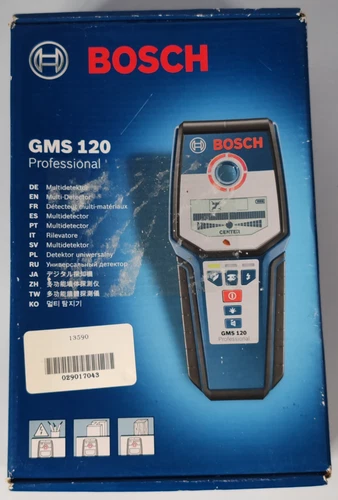 BOSCH
GMS 120
Professional
DE Multidetektor
EN Multi-Detector
FR Détecteur multi-matériaux
ES Multidetector
PT Multidetector
IT Rilevatore
SV Multidetektor
PL Detektor uniwersalny
RU Универсальный детектор
JA デジタル探知機
ZH 多功能墙体探测仪
TW 多功能牆體探測儀
KO 멀티 탐지기
BOSCH
CENTER
GMS 120
Professional
13590
029017043